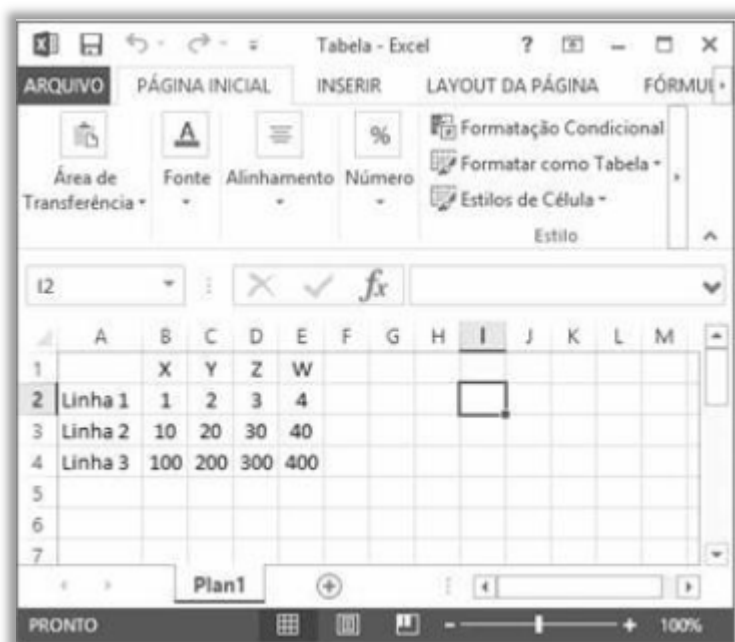 Tabela - Excel ?
ARQUIVO PÁGINA INICIAL INSERIR LAYOUT DA PÁGINA FÓRMUL
Área de Transferência
Fonte
Alinhamento
%
Número
Formatação Condicional
Formatar como Tabela
Estilos de Célula
Estilo
I2 fx
A B C D E F G H I J K L M
1 X Y Z W
2 Linha 1 1 2 3 4
3 Linha 2 10 20 30 40
4 Linha 3 100 200 300 400
5
6
7
Plan1
PRONTO 100%